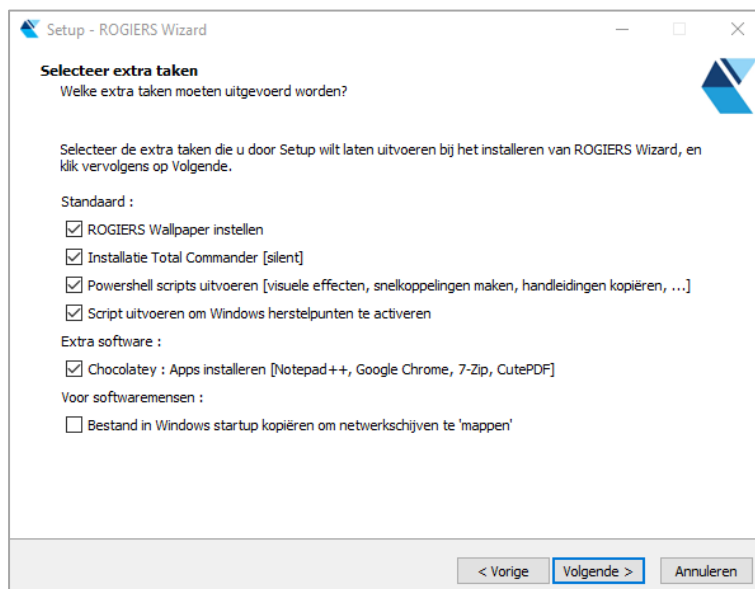 Setup - ROGIERS Wizard
Selecteer extra taken
Welke extra taken moeten uitgevoerd worden?
Selecteer de extra taken die u door Setup wilt laten uitvoeren bij het installeren van ROGIERS Wizard, en
klik vervolgens op Volgende.
Standaard :
ROGIERS Wallpaper instellen
Installatie Total Commander [silent]
Powershell scripts uitvoeren [visuele effecten, snelkoppelingen maken, handleidingen kopiëren, ...]
Script uitvoeren om Windows herstelpunten te activeren
Extra software :
Chocolatey : Apps installeren [Notepad++, Google Chrome, 7-Zip, CutePDF]
Voor softwaremensen :
Bestand in Windows startup kopiëren om netwerkschijven te 'mappen'
< Vorige Volgende > Annuleren